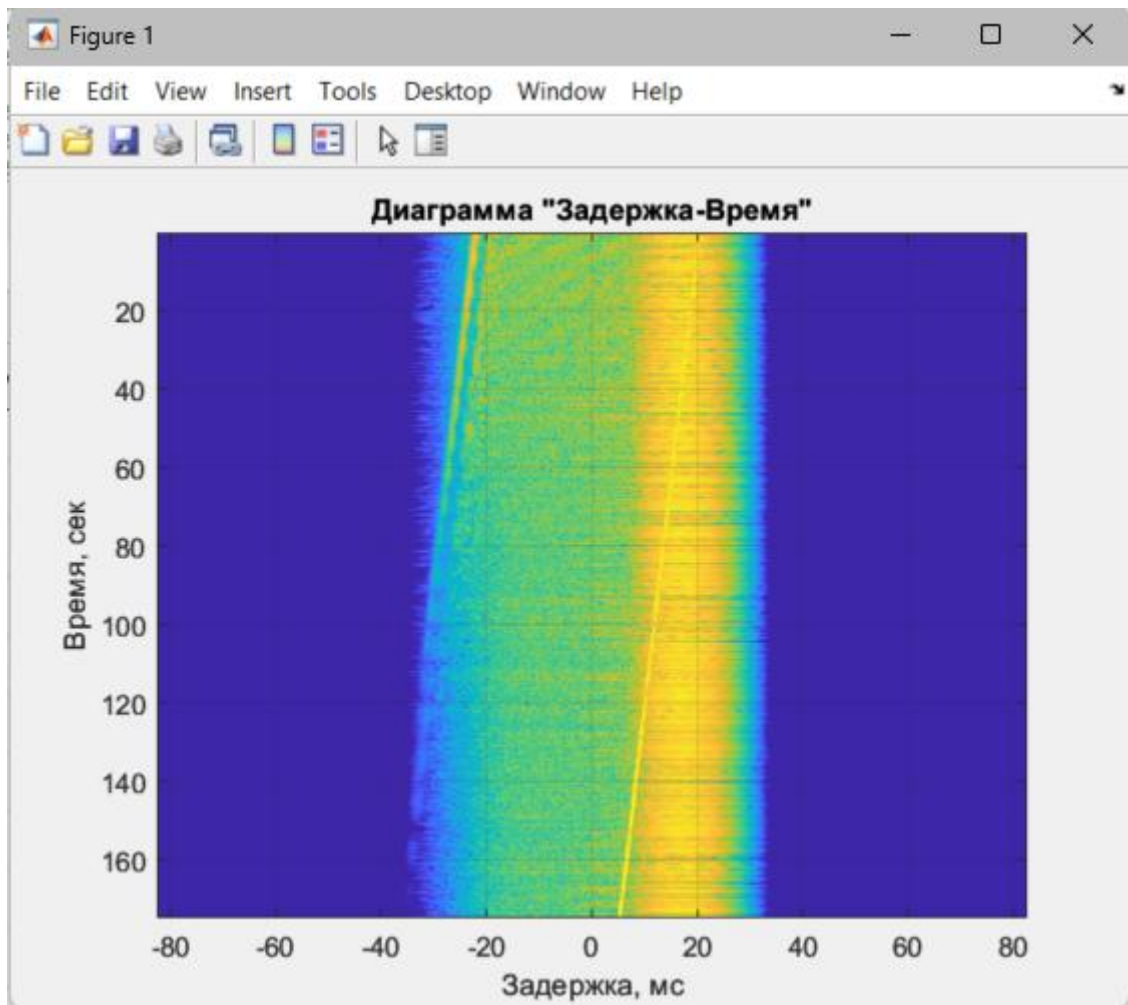 Figure 1
File Edit View Insert Tools Desktop Window Help
Диаграмма "Задержка-Время"
20
40
60
80
100
120
140
160
Время, сек
-80 -60 -40 -20 0 20 40 60 80
Задержка, мс